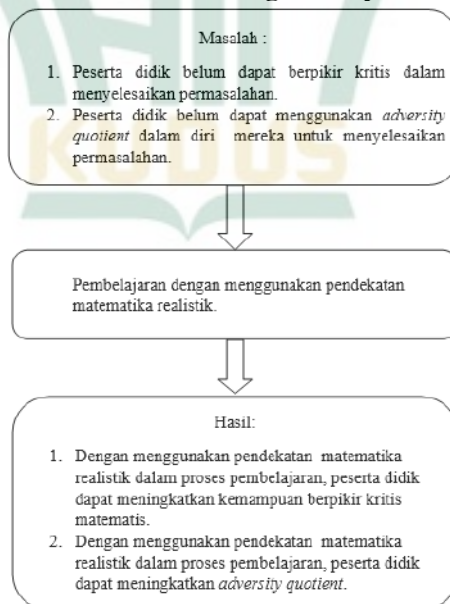 Masalah :
1. Peserta didik belum dapat berpikir kritis dalam
menyelesaikan permasalahan.
2. Peserta didik belum dapat menggunakan adversity
quotient dalam diri mereka untuk menyelesaikan
permasalahan.
KUDUS
Pembelajaran dengan menggunakan pendekatan
matematika realistik.
Hasil:
1. Dengan menggunakan pendekatan matematika
realistik dalam proses pembelajaran, peserta didik
dapat meningkatkan kemampuan berpikir kritis
matematis.
2. Dengan menggunakan pendekatan matematika
realistik dalam proses pembelajaran, peserta didik
dapat meningkatkan adversity quotient.